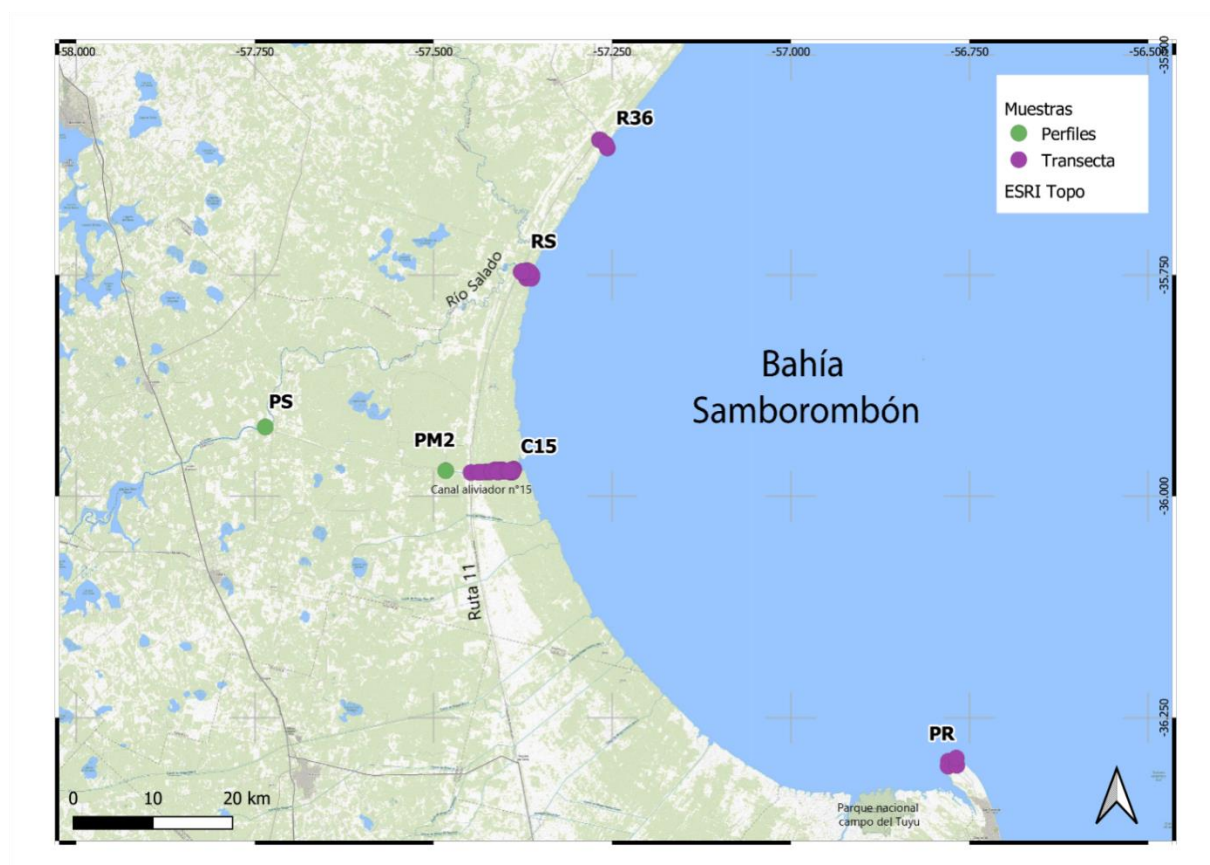 -58.000
-57.750
-57.500
-57.250
-57.000
-56.750
-56.500
-35.500
Muestras
Perfiles
Transecta
ESRI Topo
R36
RS
Río Salado
-35.750
Bahía
Samborombón
PS
PM2
C15
Canal aliviador n°15
-36.000
Ruta 11
-36.250
PR
0 10 20 km
Parque nacional
campo del Tuyu